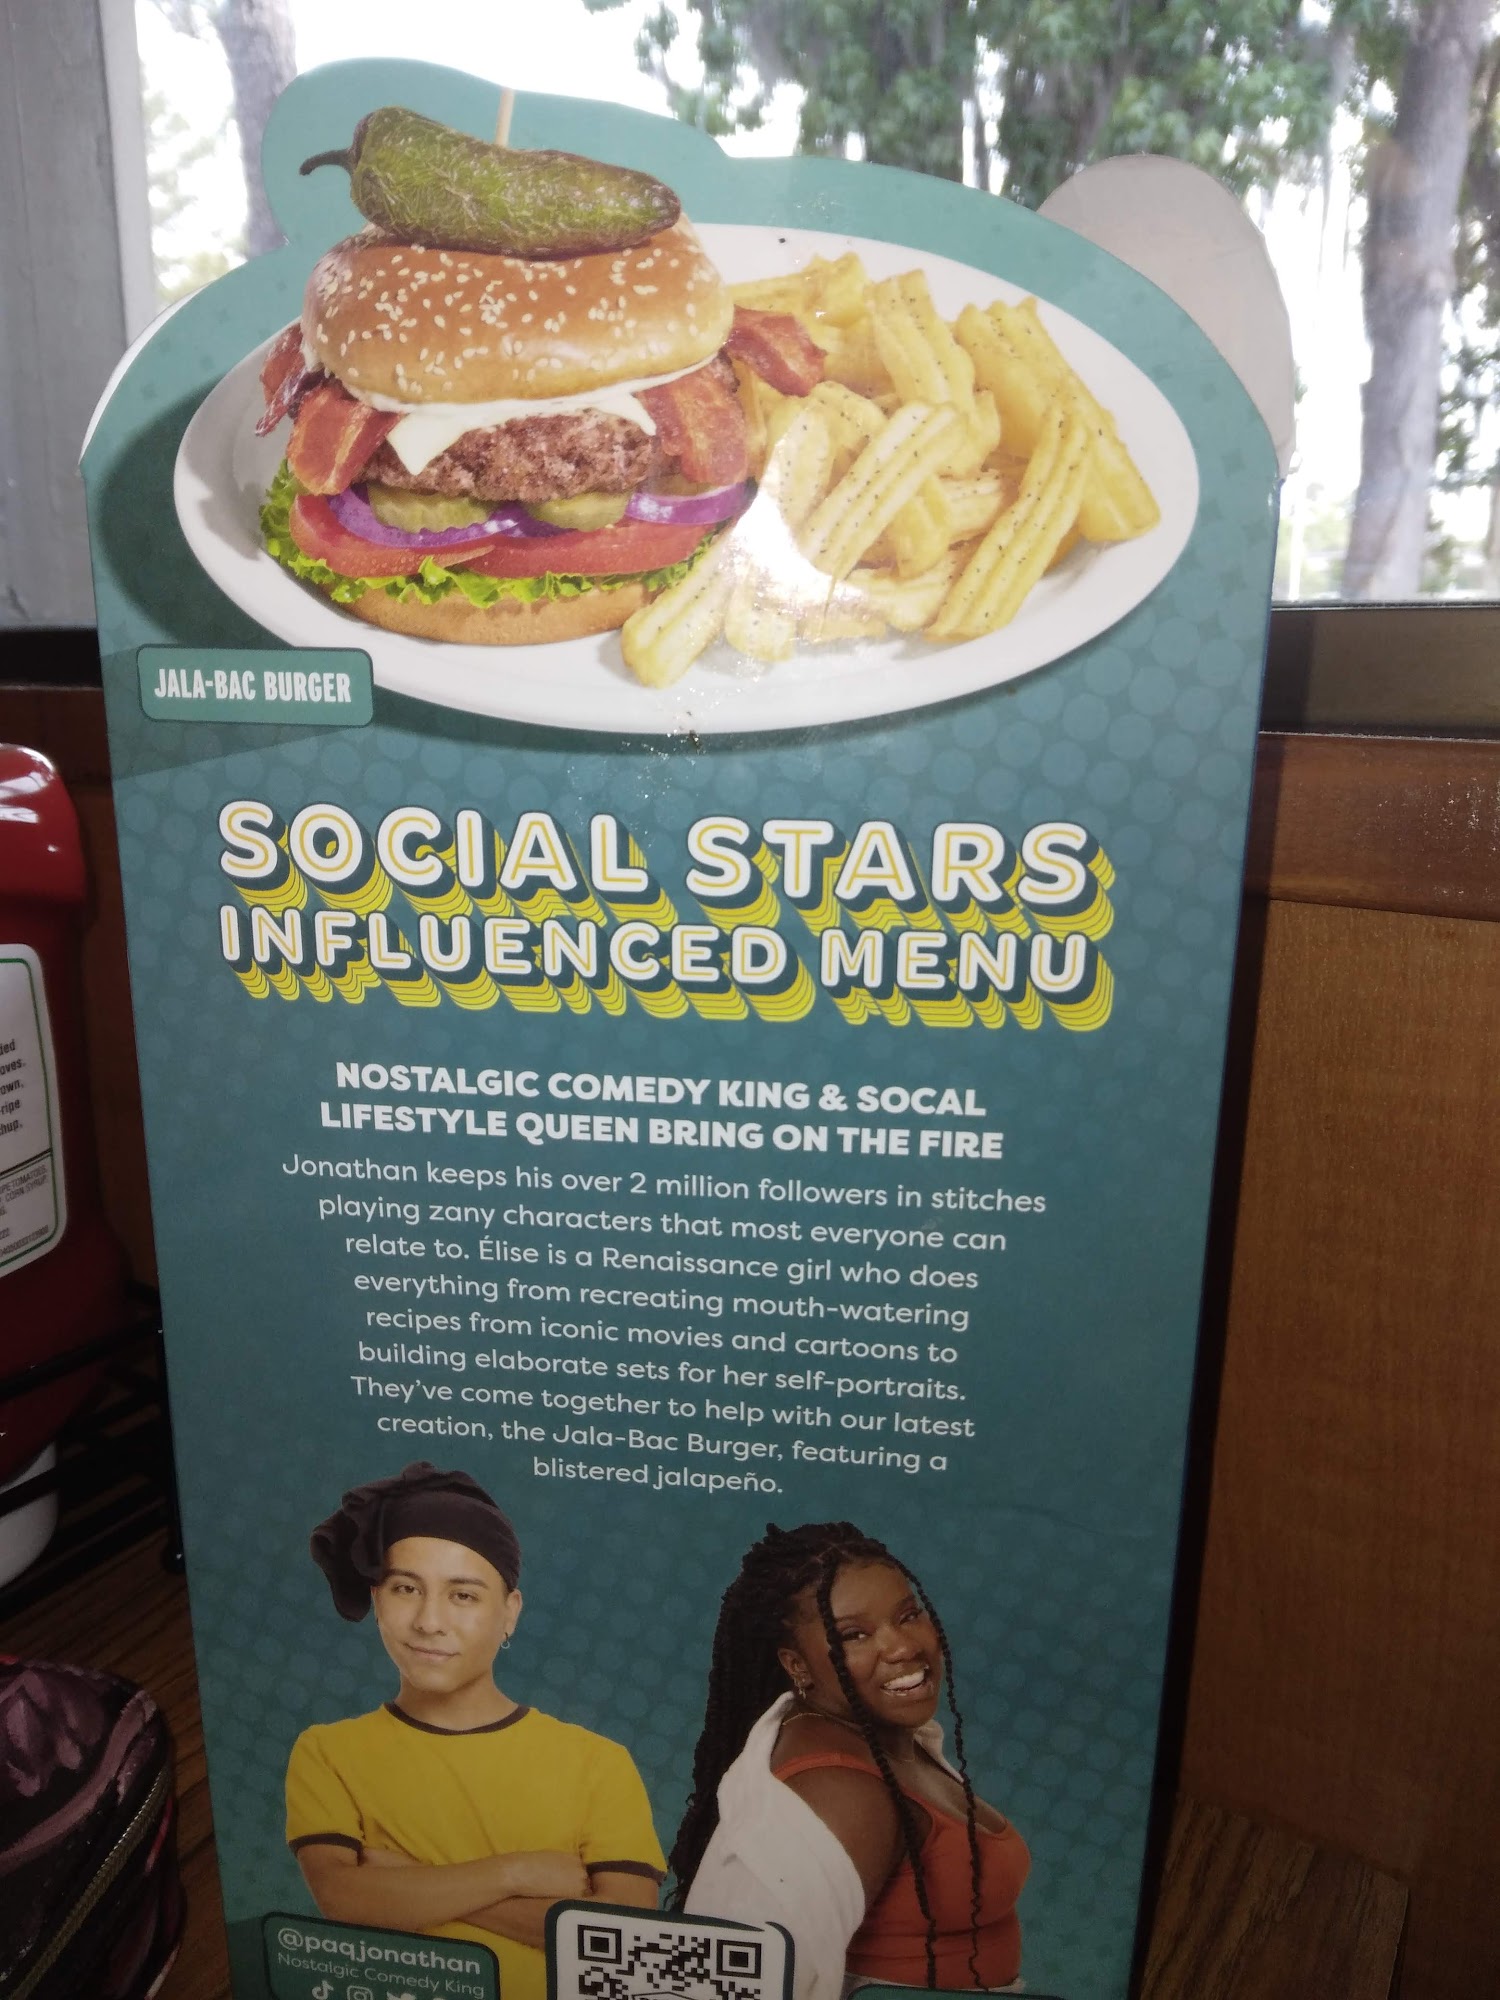 JALA-BAC BURGER
SOCIAL STARS
INFLUENCED MENU
NOSTALGIC COMEDY KING & SOCAL
LIFESTYLE QUEEN BRING ON THE FIRE
Jonathan keeps his over 2 million followers in stitches
playing zany characters that most everyone can
relate to. Élise is a Renaissance girl who does
everything from recreating mouth-watering
recipes from iconic movies and cartoons to
building elaborate sets for her self-portraits.
They've come together to help with our latest
creation, the Jala-Bac Burger, featuring a
blistered jalapeño.
@paqjonathan
Nostalgic Comedy King